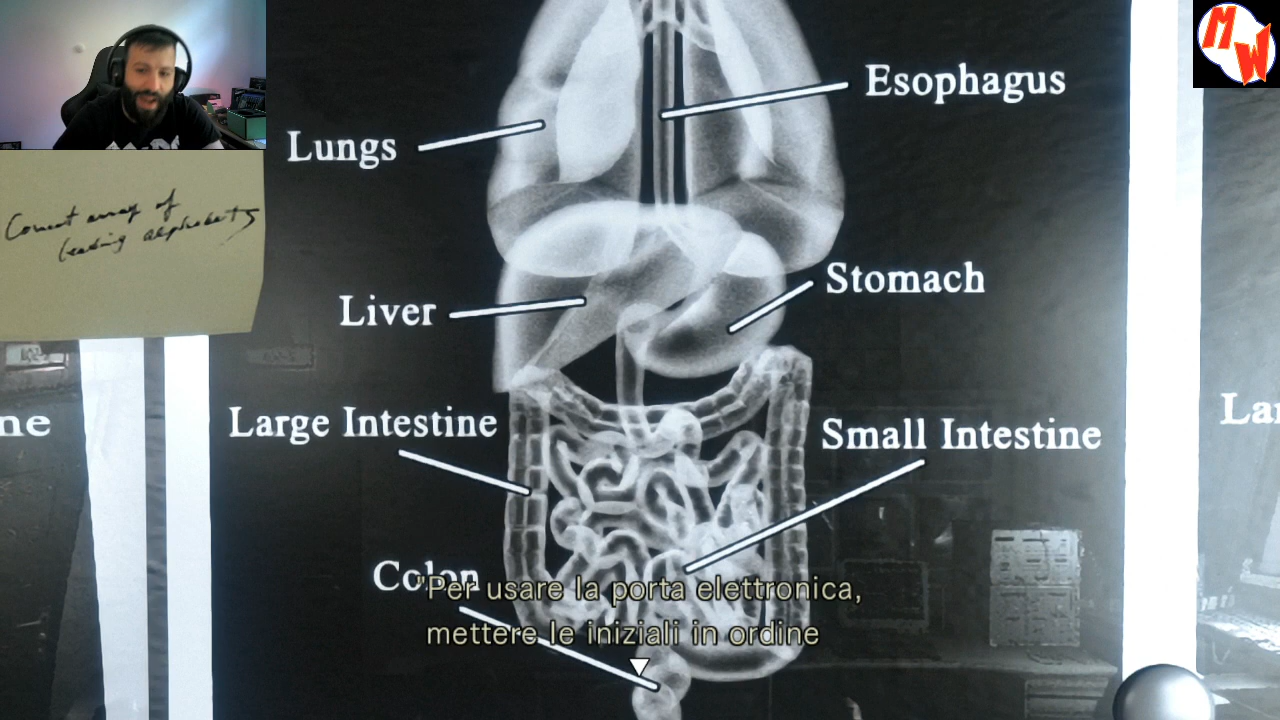 MW
Esophagus
Lungs
Correct array of
leading alphabets
Stomach
Liver
Large Intestine
Small Intestine
ne
La
Colon
"Per usare la porta elettronica,
mettere le iniziali in ordine